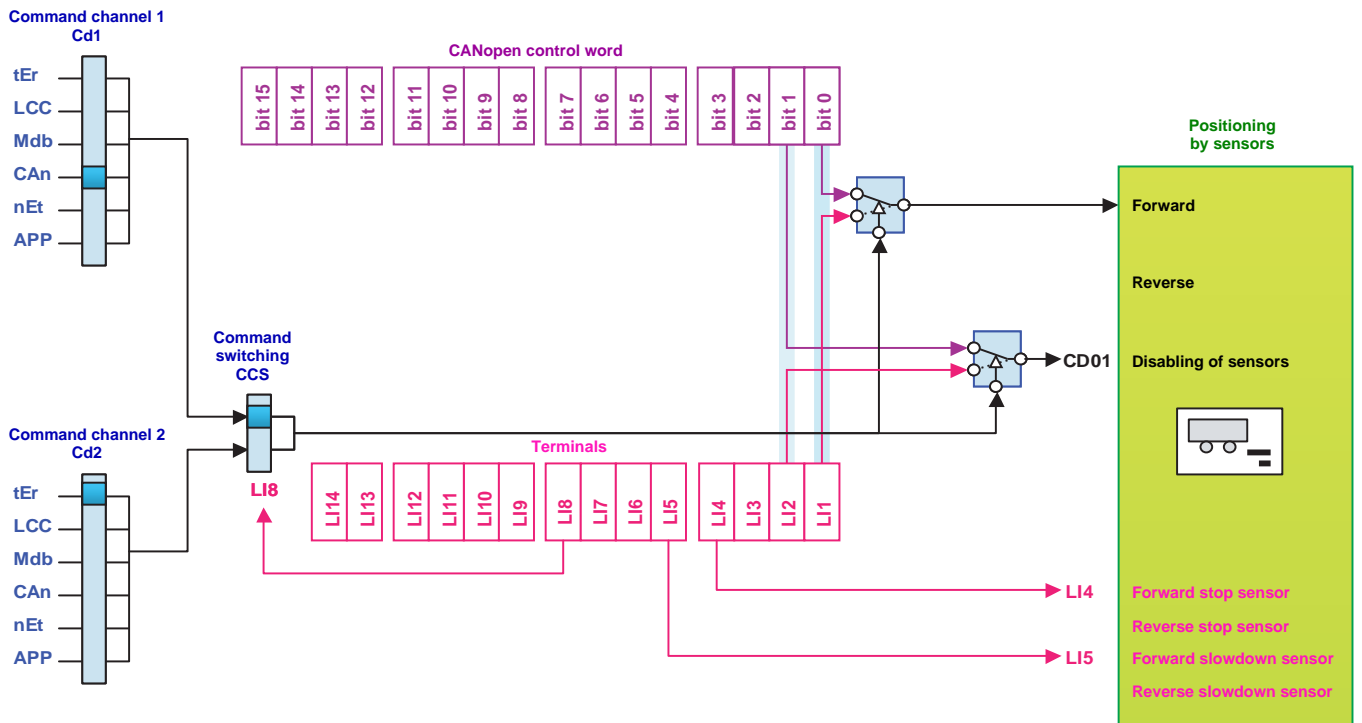 Command channel 1
Cd1
tEr
LCC
Mdb
CAn
nEt
APP
CANopen control word
bit 15
bit 14
bit 13
bit 12
bit 11
bit 10
bit 9
bit 8
bit 7
bit 6
bit 5
bit 4
bit 3
bit 2
bit 1
bit 0
Positioning
by sensors
Forward
Reverse
CD01
Disabling of sensors
Command
switching
CCS
LI8
Command channel 2
Cd2
tEr
LCC
Mdb
CAn
nEt
APP
Terminals
LI14
LI13
LI12
LI11
LI10
LI9
LI8
LI7
LI6
LI5
LI4
LI3
LI2
LI1
LI4
Forward stop sensor
Reverse stop sensor
LI5
Forward slowdown sensor
Reverse slowdown sensor